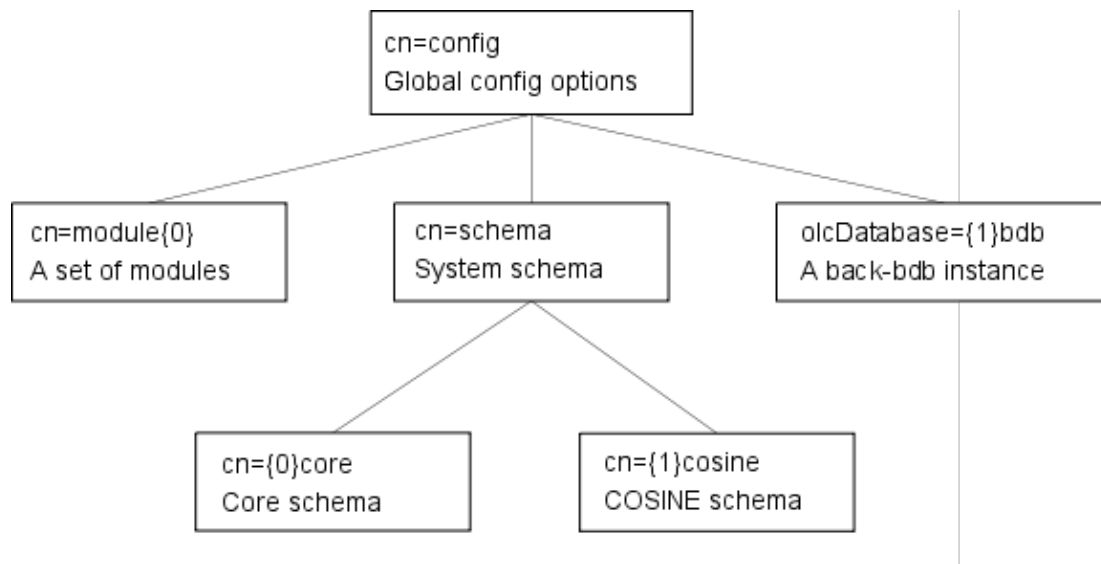 cn=config
Global config options
cn=module{0}
A set of modules
cn=schema
System schema
olcDatabase={1}bdb
A back-bdb instance
cn={0}core
Core schema
cn={1}cosine
COSINE schema